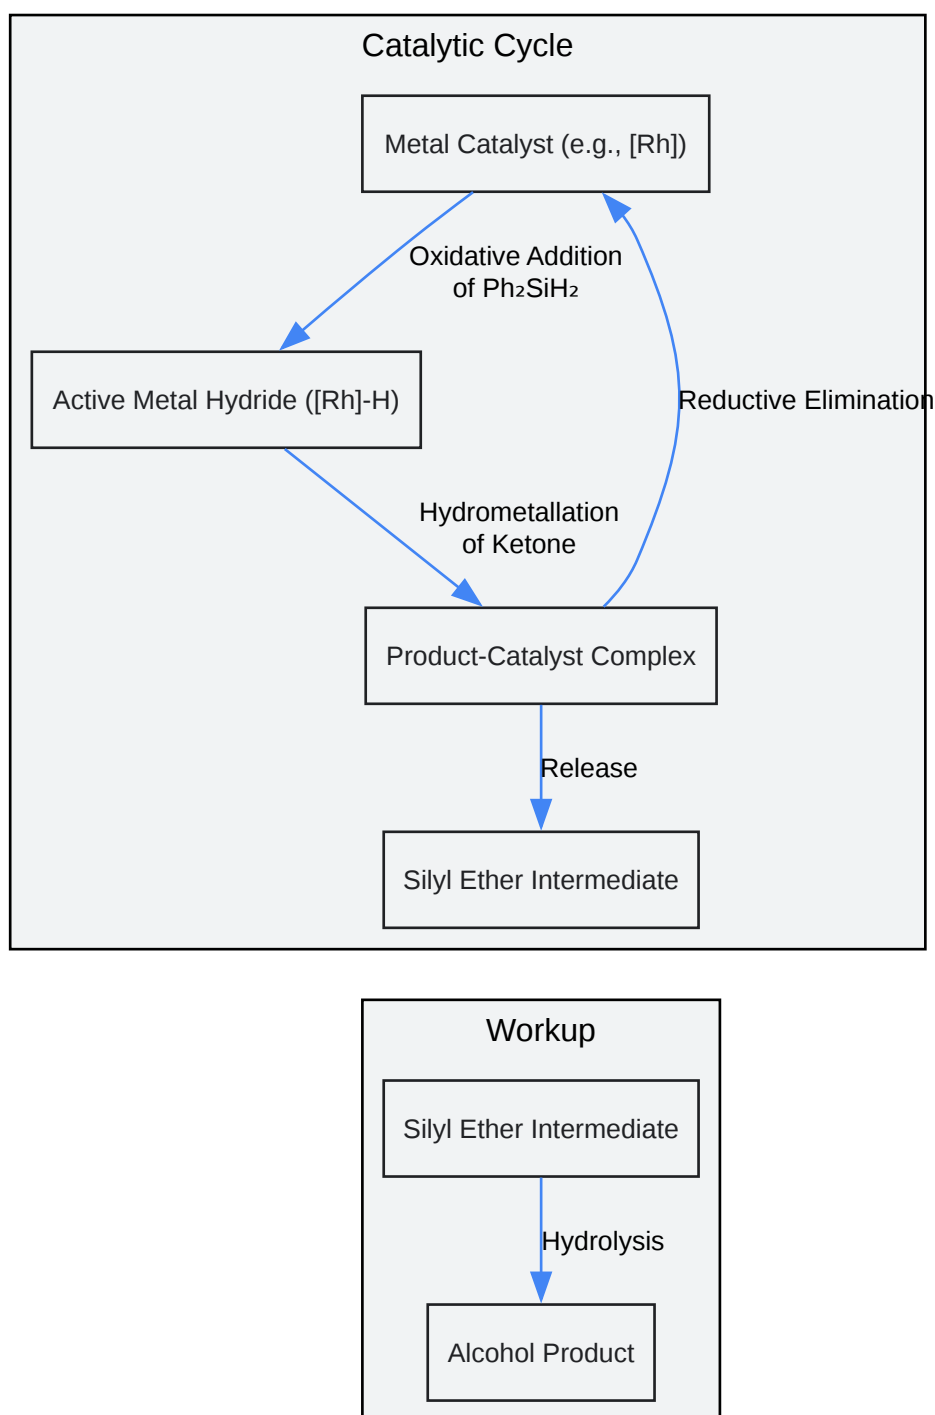 Catalytic Cycle
Metal Catalyst (e.g., [Rh])
Oxidative Addition
of Ph₂SiH₂
Active Metal Hydride ([Rh]-H)
Reductive Elimination
Hydrometallation
of Ketone
Product-Catalyst Complex
Release
Silyl Ether Intermediate
Workup
Silyl Ether Intermediate
Hydrolysis
Alcohol Product